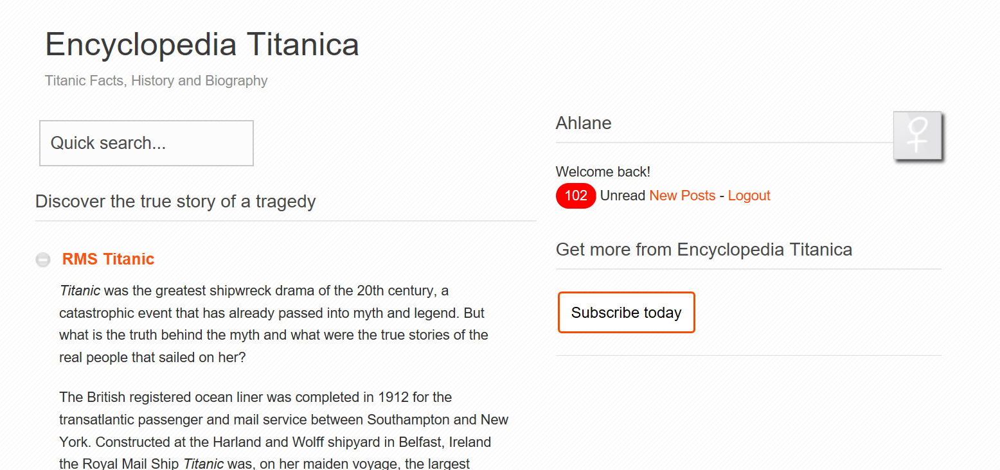 Encyclopedia Titanica
Titanic Facts, History and Biography
Quick search...
Discover the true story of a tragedy
RMS Titanic
Titanic was the greatest shipwreck drama of the 20th century, a
catastrophic event that has already passed into myth and legend. But
what is the truth behind the myth and what were the true stories of the
real people that sailed on her?
The British registered ocean liner was completed in 1912 for the
transatlantic passenger and mail service between Southampton and New
York. Constructed at the Harland and Wolff shipyard in Belfast, Ireland
the Royal Mail Ship Titanic was, on her maiden voyage, the largest
Ahlane
Welcome back!
102 Unread New Posts - Logout
Get more from Encyclopedia Titanica
Subscribe today